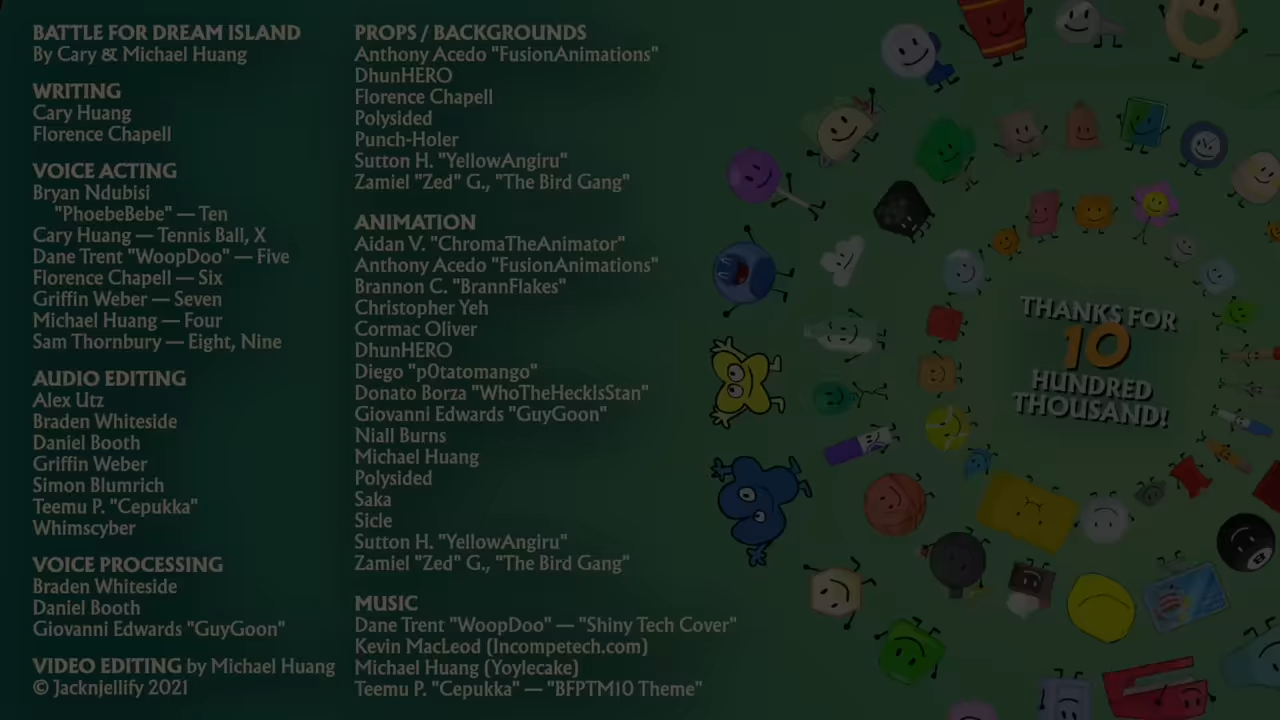 BATTLE FOR DREAM ISLAND
By Cary & Michael Huang
WRITING
Cary Huang
Florence Chapell
VOICE ACTING
Bryan Ndubisi
"PhoebeBebe" — Ten
Cary Huang — Tennis Ball, X
Dane Trent "WoopDoo" — Five
Florence Chapell — Six
Griffin Weber — Seven
Michael Huang — Four
Sam Thornbury — Eight, Nine
AUDIO EDITING
Alex Utz
Braden Whiteside
Daniel Booth
Griffin Weber
Simon Blumrich
Teemu P. "Cepukka"
Whimscyber
VOICE PROCESSING
Braden Whiteside
Daniel Booth
Giovanni Edwards "GuyGoon"
VIDEO EDITING by Michael Huang
© Jacknjellify 2021
PROPS / BACKGROUNDS
Anthony Acedo "FusionAnimations"
DhunHERO
Florence Chapell
Polysided
Punch-Holer
Sutton H. "YellowAngiru"
Zamiel "Zed" G., "The Bird Gang"
ANIMATION
Aidan V. "ChromaTheAnimator"
Anthony Acedo "FusionAnimations"
Brannon C. "BrannFlakes"
Christopher Yeh
Cormac Oliver
DhunHERO
Diego "p0tatomango"
Donato Borza "WhoTheHeckIsStan"
Giovanni Edwards "GuyGoon"
Niall Burns
Michael Huang
Polysided
Saka
Sicle
Sutton H. "YellowAngiru"
Zamiel "Zed" G., "The Bird Gang"
MUSIC
Dane Trent "WoopDoo" — "Shiny Tech Cover"
Kevin MacLeod (Incompetech.com)
Michael Huang (Yoylecake)
Teemu P. "Cepukka" — "BFPTM10 Theme"
THANKS FOR
10
HUNDRED
THOUSAND!